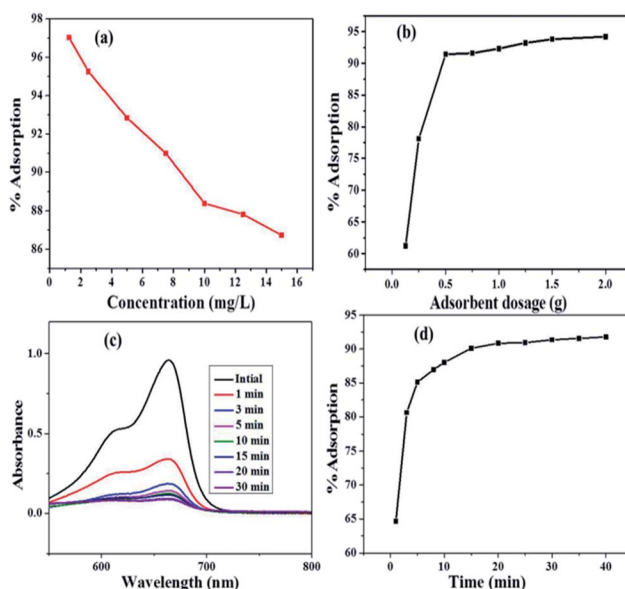 (a)
98
96
94
92
90
88
86
0 2 4 6 8 10 12 14 16
% Adsorption
Concentration (mg/L)
(b)
95
90
85
80
75
70
65
60
0.0 0.5 1.0 1.5 2.0
% Adsorption
Adsorbent dosage (g)
(c)
1.0
0.5
0.0
600 700 800
Absorbance
Wavelength (nm)
Intial
1 min
3 min
5 min
10 min
15 min
20 min
30 min
(d)
95
90
85
80
75
70
65
60
0 10 20 30 40
% Adsorption
Time (min)